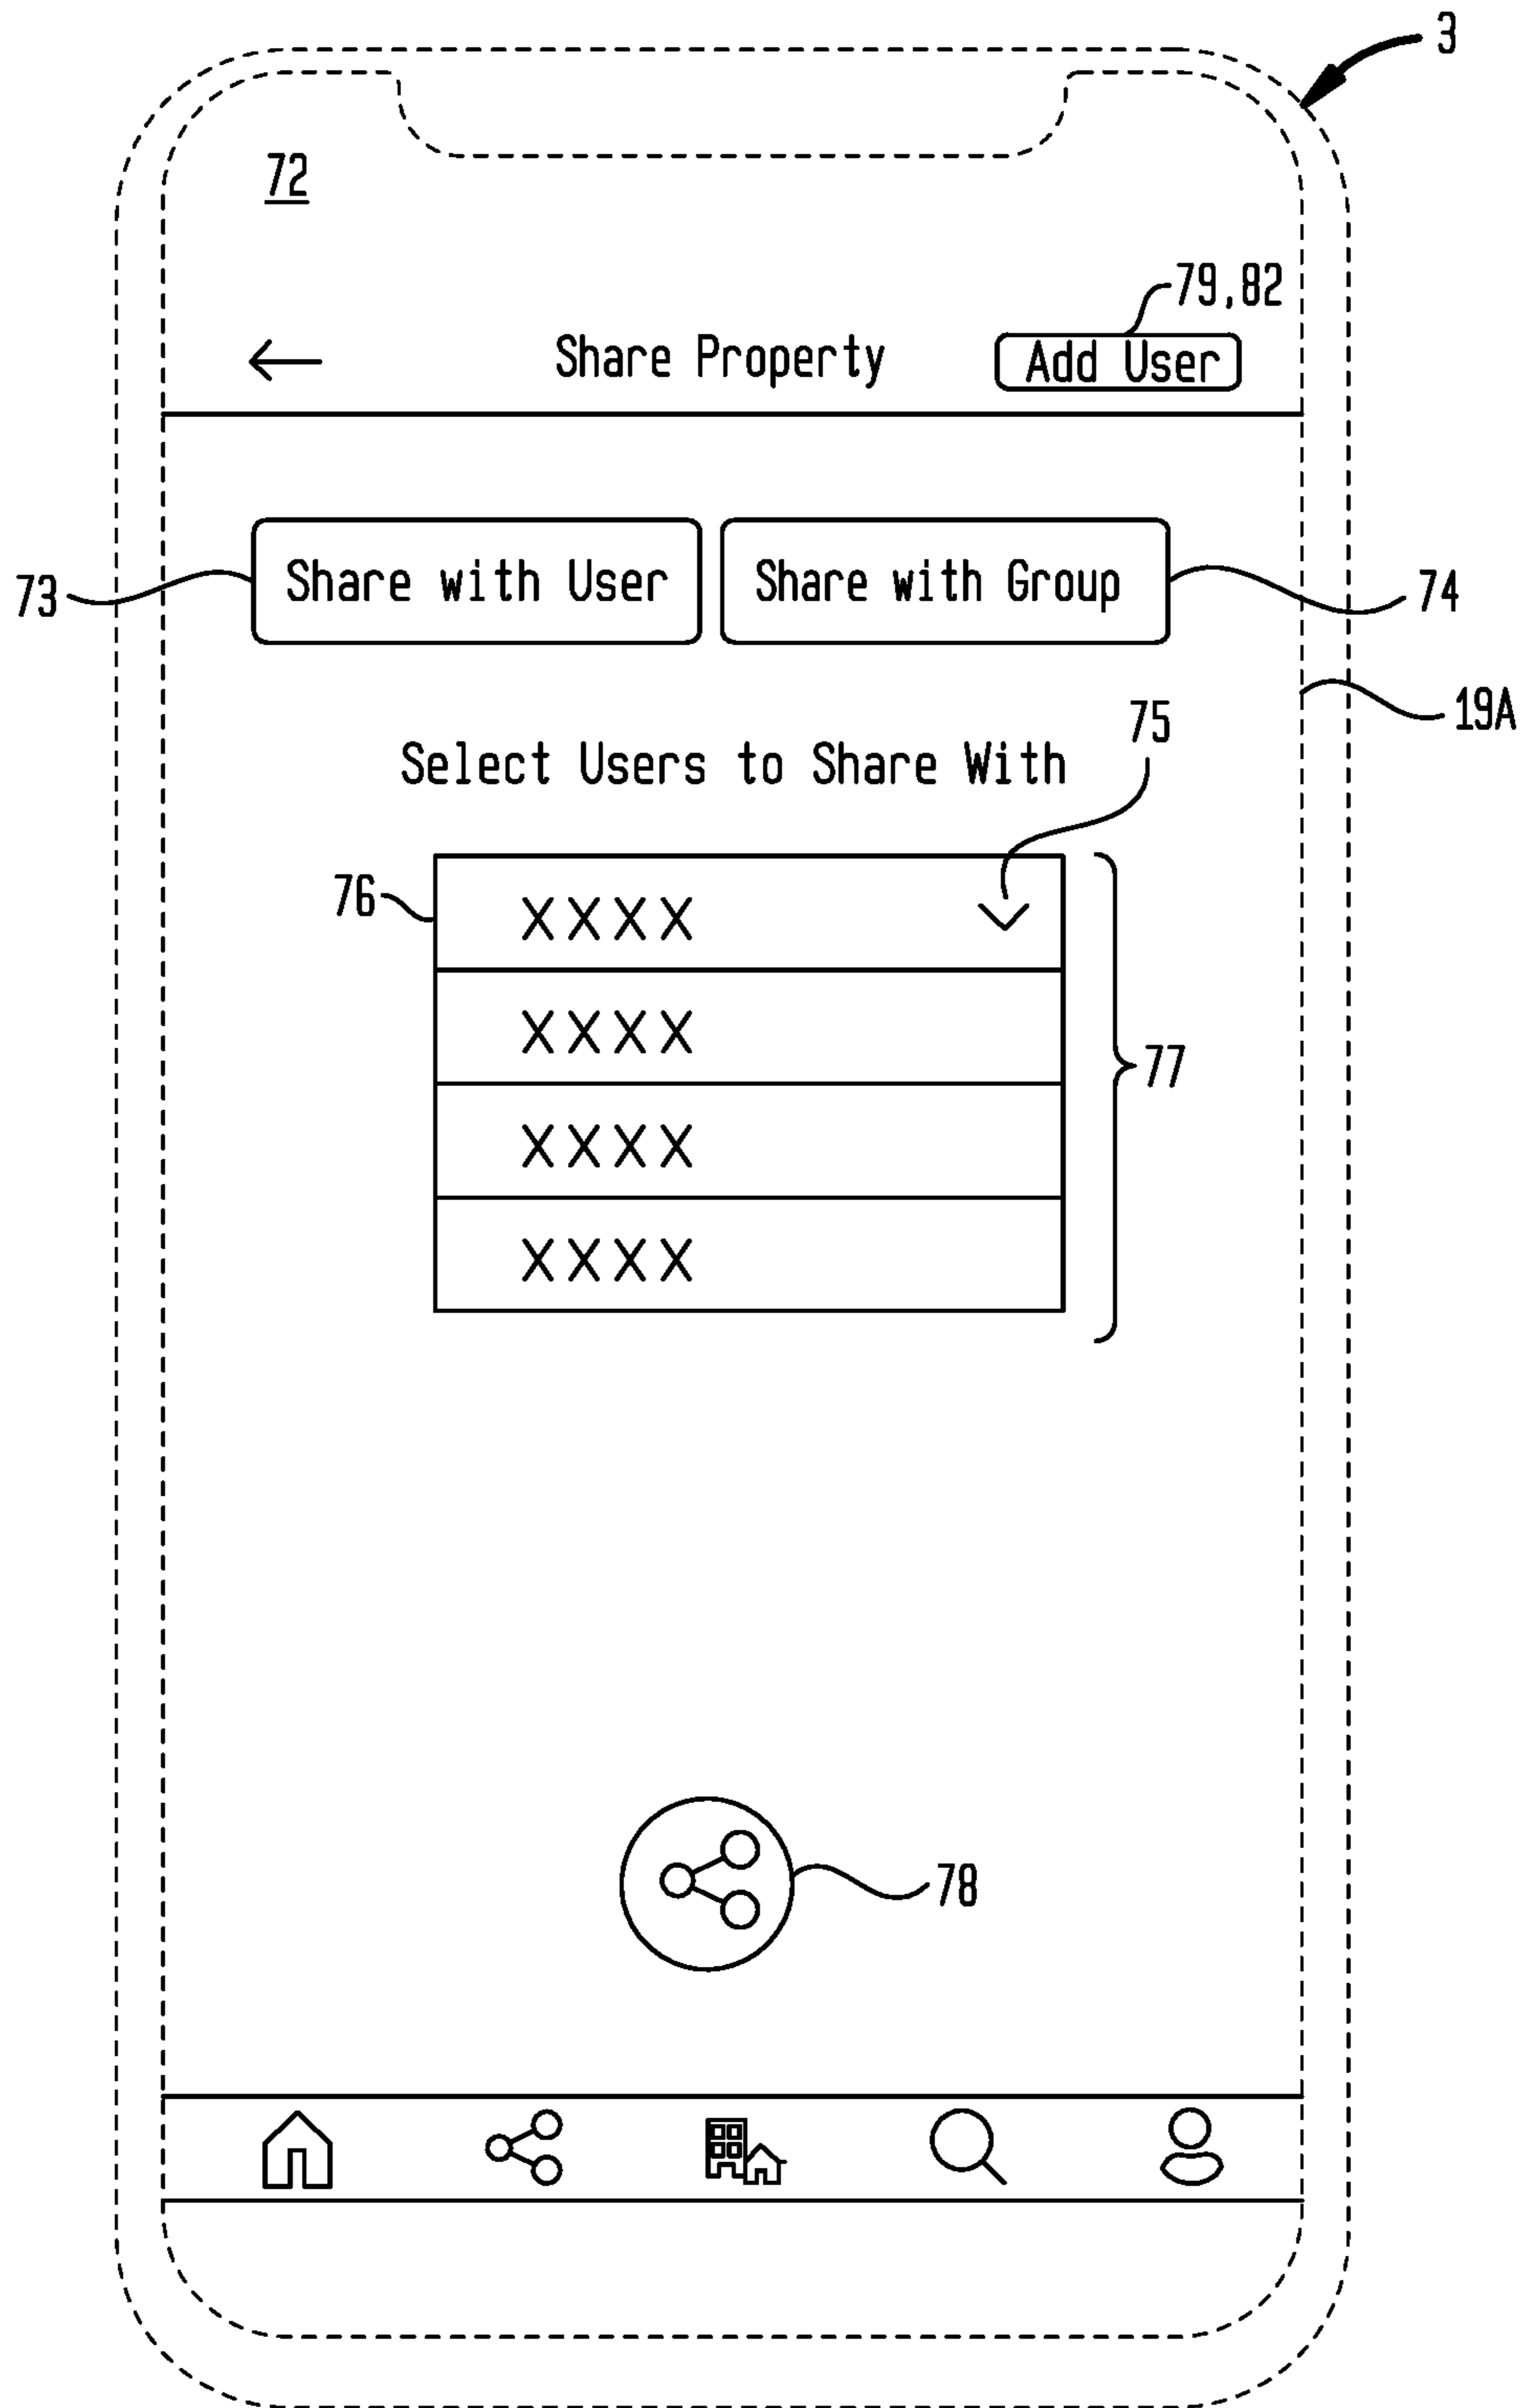 3
72
79,82
Share Property
Add User
Share with User
Share with Group
73
74
19A
75
Select Users to Share With
76
XXXX
XXXX
77
XXXX
XXXX
78